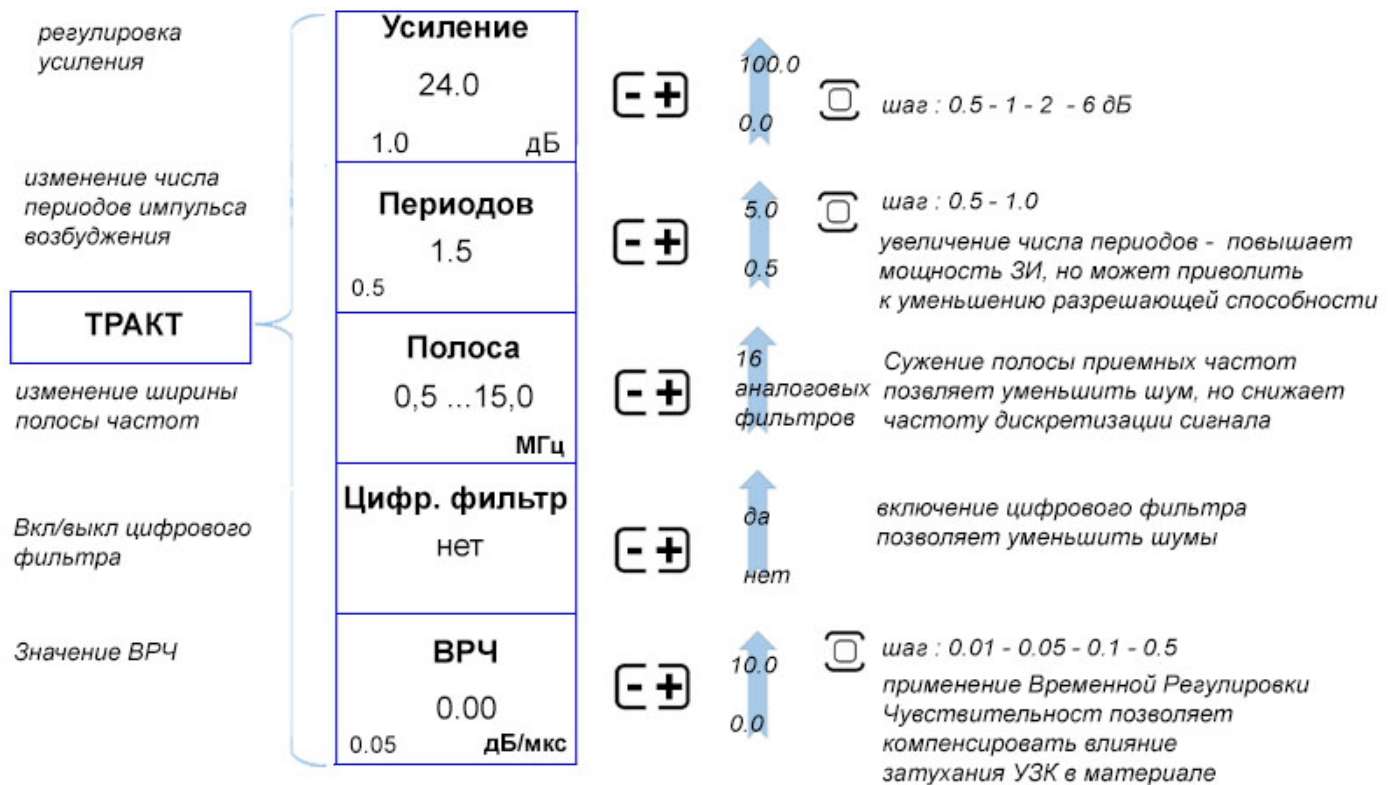 регулировка
усиления
Усиление
24.0
1.0 дБ
100.0
0.0
шаг : 0.5 - 1 - 2 - 6 дБ
изменение числа
периодов импульса
возбуджения
Периодов
1.5
0.5
5.0
0.5
шаг : 0.5 - 1.0
увеличение числа периодов - повышает
мощность ЗИ, но может приволить
к уменьшению разрешающей способности
ТРАКТ
изменение ширины
полосы частот
Полоса
0,5 ...15,0
МГц
16
аналоговых
фильтров
Сужение полосы приемных частот
позвляет уменьшить шум, но снижает
частоту дискретизации сигнала
Вкл/выкл цифрового
фильтра
Цифр. фильтр
нет
да
нет
включение цифрового фильтра
позволяет уменьшить шумы
Значение ВРЧ
ВРЧ
0.00
0.05 дБ/мкс
10.0
0.0
шаг : 0.01 - 0.05 - 0.1 - 0.5
применение Временной Регулировки
Чувствительност позволяет
компенсировать влияние
затухания УЗК в материале